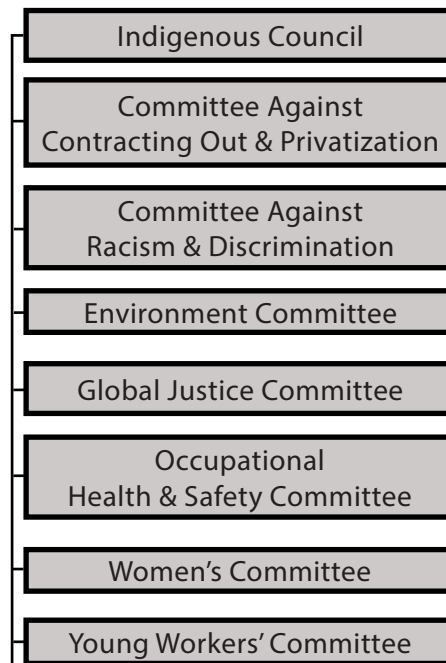 Indigenous Council
Committee Against
Contracting Out & Privatization
Committee Against
Racism & Discrimination
Environment Committee
Global Justice Committee
Occupational
Health & Safety Committee
Women’s Committee
Young Workers’ Committee